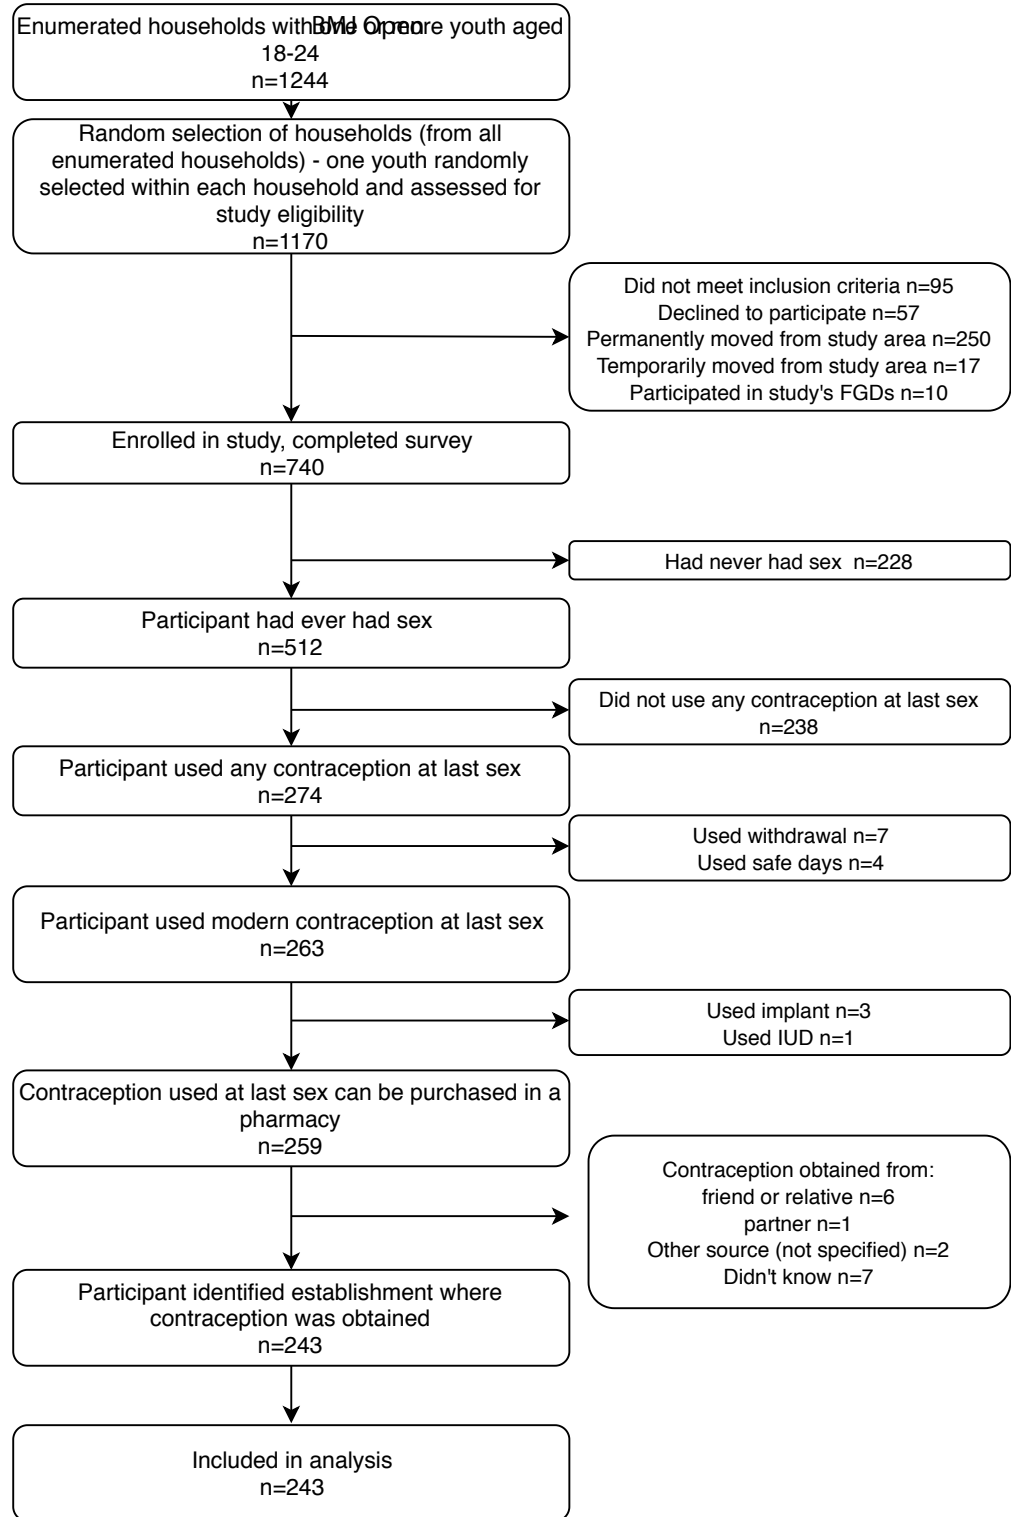 BMJ Open
Enumerated households with one or more youth aged
18-24
n=1244
Random selection of households (from all
enumerated households) - one youth randomly
selected within each household and assessed for
study eligibility
n=1170
Did not meet inclusion criteria n=95
Declined to participate n=57
Permanently moved from study area n=250
Temporarily moved from study area n=17
Participated in study's FGDs n=10
Enrolled in study, completed survey
n=740
Had never had sex n=228
Participant had ever had sex
n=512
Did not use any contraception at last sex
n=238
Participant used any contraception at last sex
n=274
Used withdrawal n=7
Used safe days n=4
Participant used modern contraception at last sex
n=263
Used implant n=3
Used IUD n=1
Contraception used at last sex can be purchased in a
pharmacy
n=259
Contraception obtained from:
friend or relative n=6
partner n=1
Other source (not specified) n=2
Didn't know n=7
Participant identified establishment where
contraception was obtained
n=243
Included in analysis
n=243